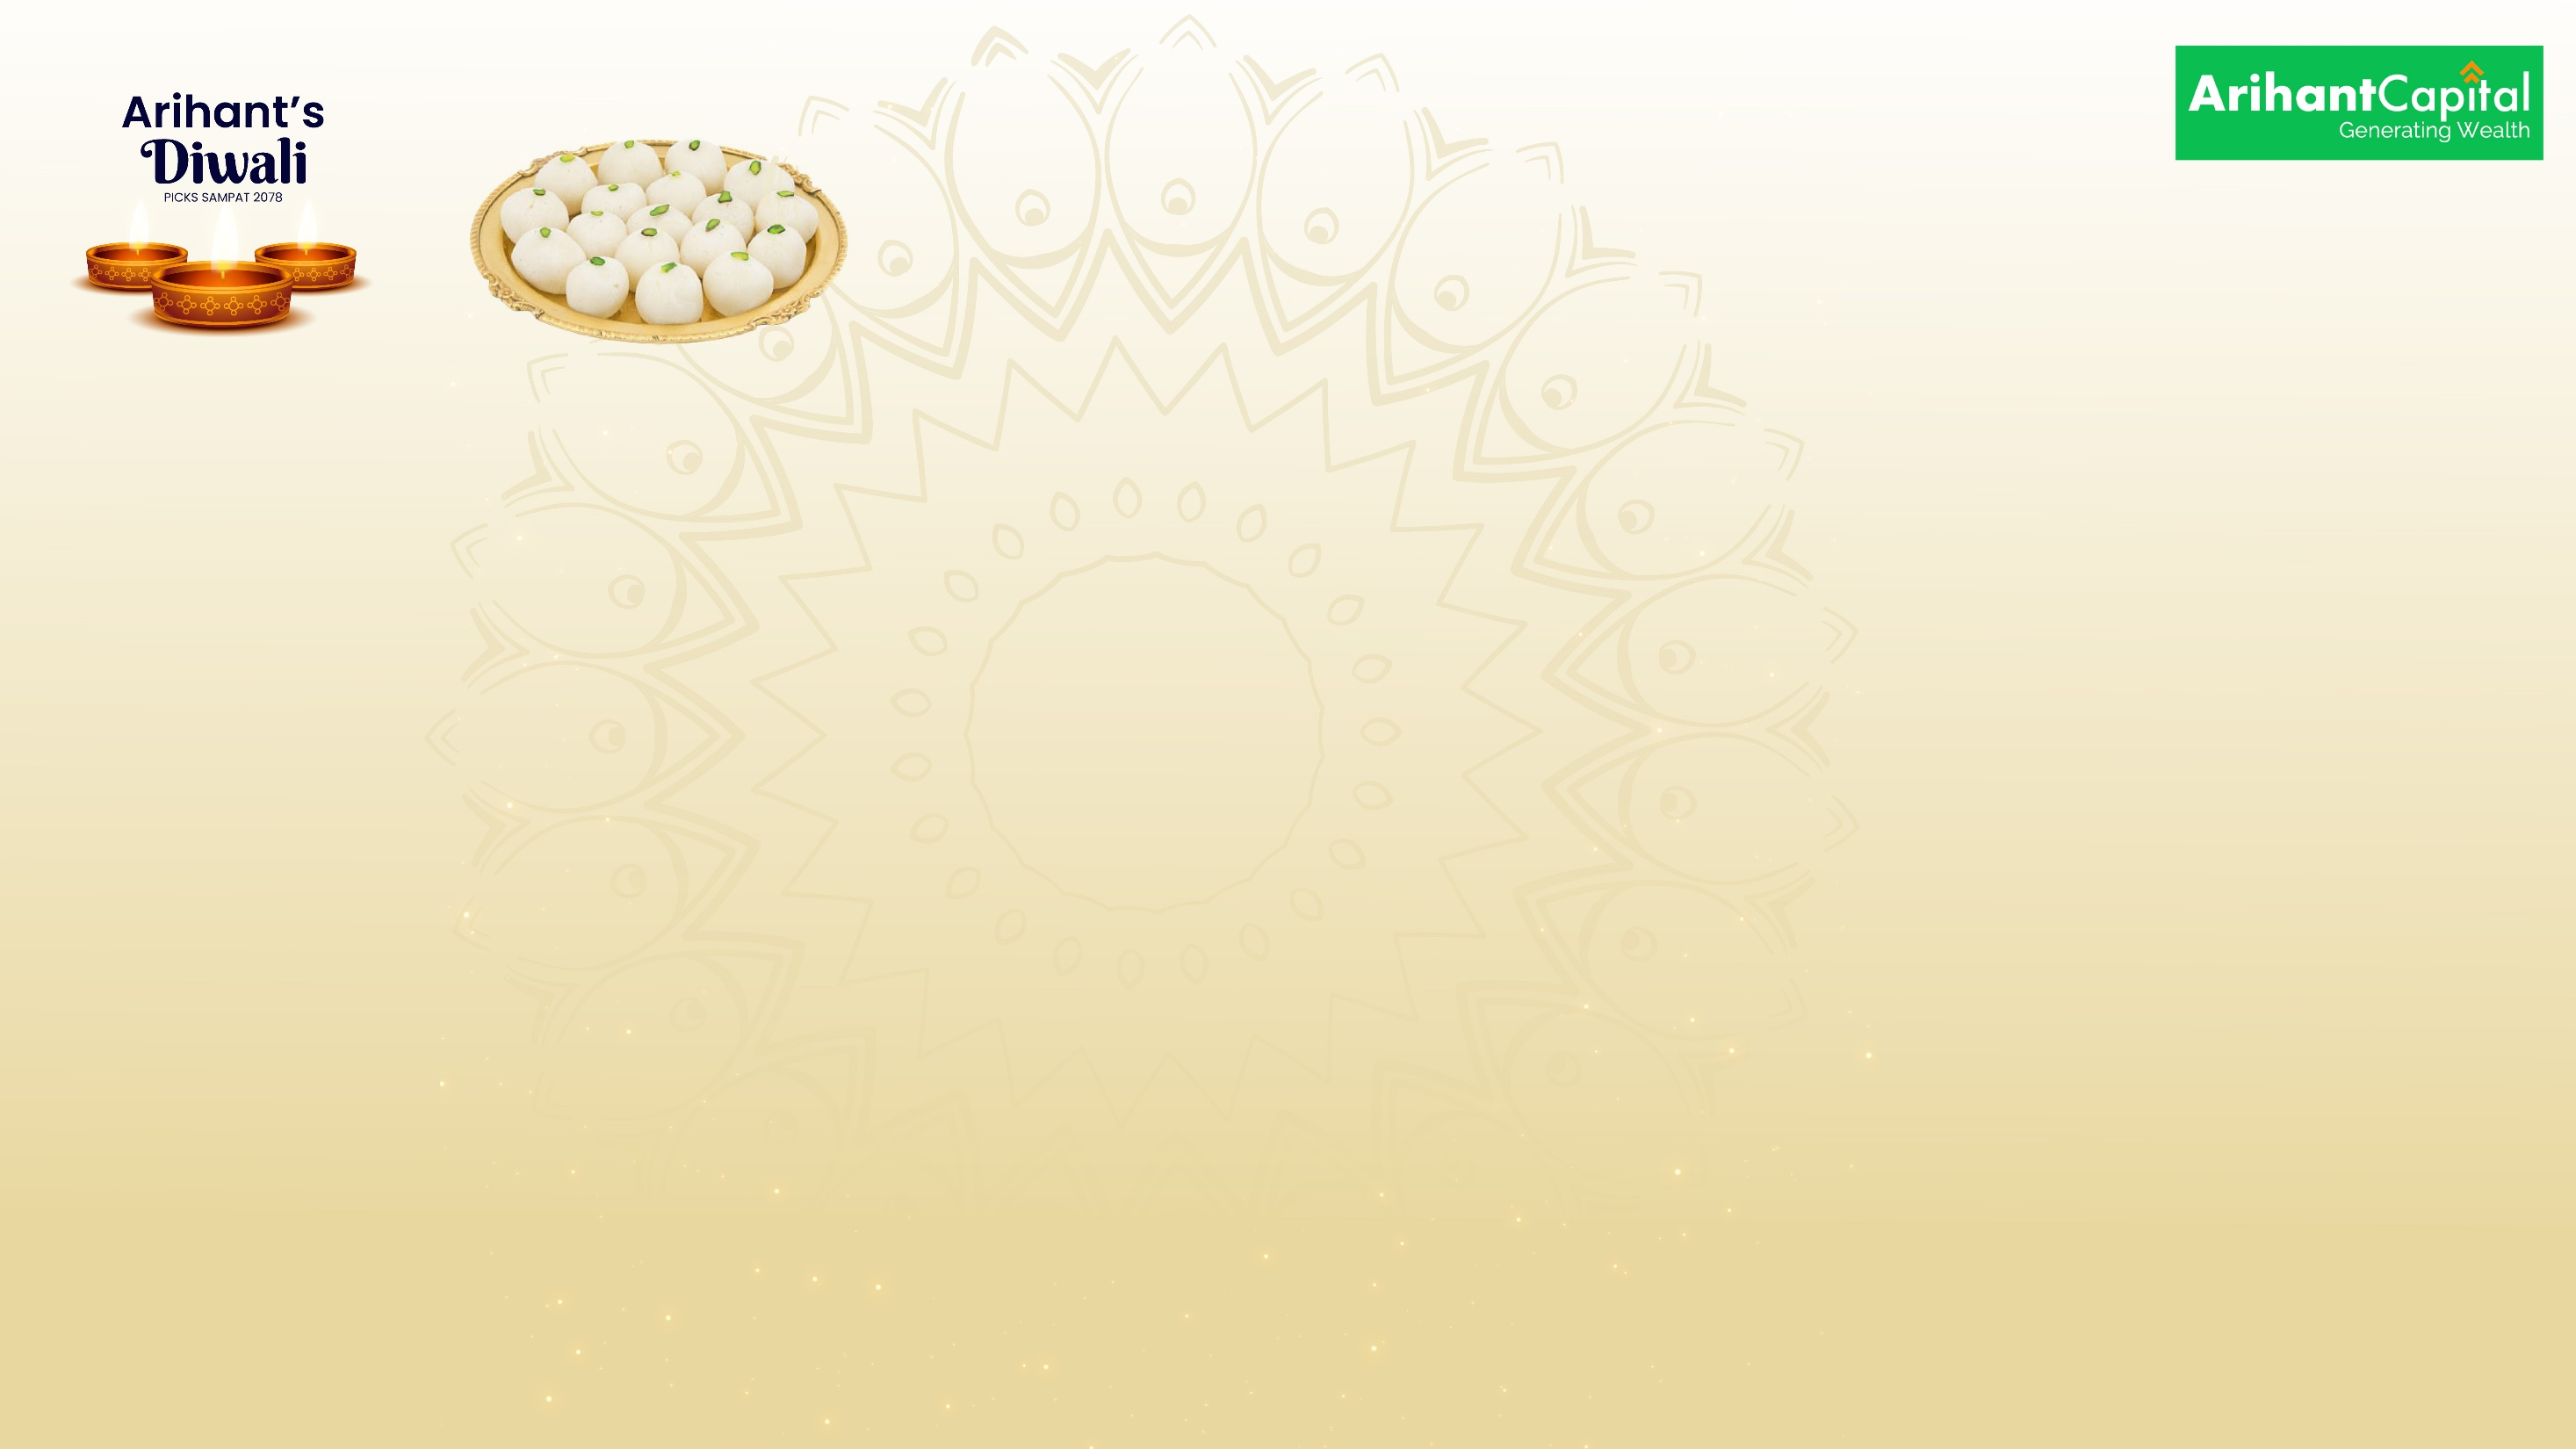 Arihant's
Diwali
PICKS SAMPAT 2078
ArihantCapital
Generating Wealth